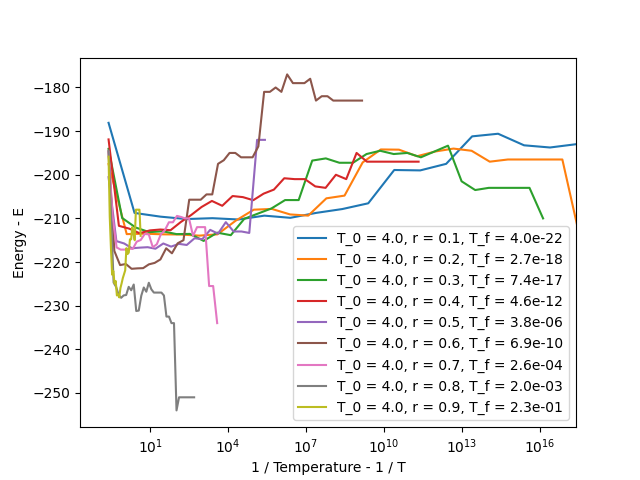 −180
−190
−200
−210
−220
−230
−240
−250
Energy - E
10^1
10^4
10^7
10^10
10^13
10^16
1 / Temperature - 1 / T
T_0 = 4.0, r = 0.1, T_f = 4.0e-22
T_0 = 4.0, r = 0.2, T_f = 2.7e-18
T_0 = 4.0, r = 0.3, T_f = 7.4e-17
T_0 = 4.0, r = 0.4, T_f = 4.6e-12
T_0 = 4.0, r = 0.5, T_f = 3.8e-06
T_0 = 4.0, r = 0.6, T_f = 6.9e-10
T_0 = 4.0, r = 0.7, T_f = 2.6e-04
T_0 = 4.0, r = 0.8, T_f = 2.0e-03
T_0 = 4.0, r = 0.9, T_f = 2.3e-01